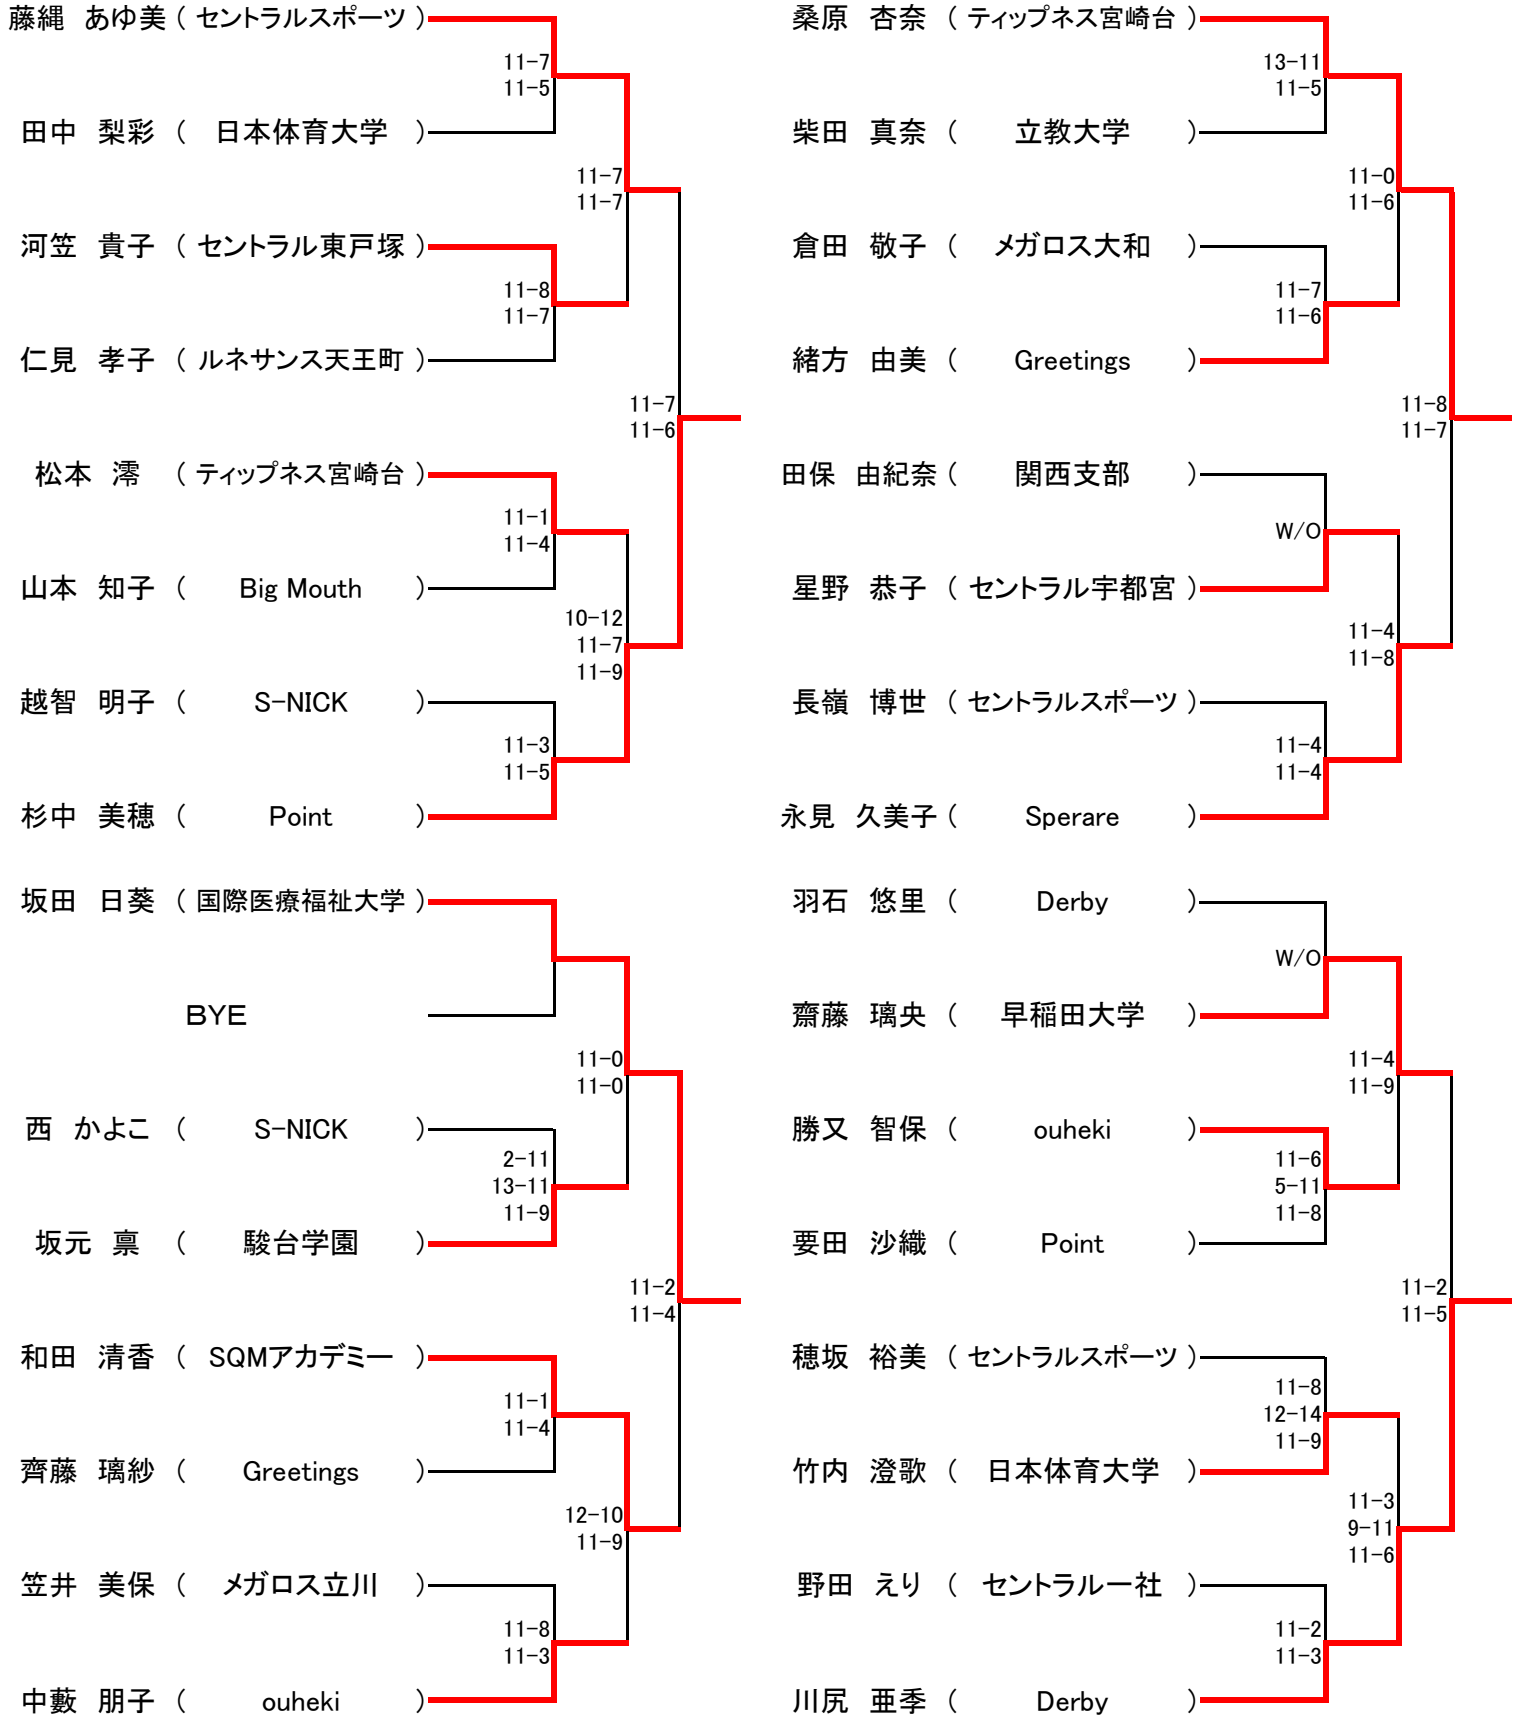 藤縄 あゆ美 ( セントラルスポーツ )
11-7
11-5
田中 梨彩 ( 日本体育大学 )
11-7
11-7
河笠 貴子 ( セントラル東戸塚 )
11-8
11-7
仁見 孝子 ( ルネサンス天王町 )
11-7
11-6
松本 澪 ( ティップネス宮崎台 )
11-1
11-4
山本 知子 ( Big Mouth )
10-12
11-7
11-9
越智 明子 ( S-NICK )
11-3
11-5
杉中 美穂 ( Point )
坂田 日葵 ( 国際医療福祉大学 )
BYE
11-0
11-0
西 かよこ ( S-NICK )
2-11
13-11
11-9
坂元 禀 ( 駿台学園 )
11-2
11-4
和田 清香 ( SQMアカデミー )
11-1
11-4
齊藤 璃紗 ( Greetings )
12-10
11-9
笠井 美保 ( メガロス立川 )
11-8
11-3
中藪 朋子 ( ouheki )
桑原 杏奈 ( ティップネス宮崎台 )
13-11
11-5
柴田 真奈 ( 立教大学 )
11-0
11-6
倉田 敬子 ( メガロス大和 )
11-7
11-6
緒方 由美 ( Greetings )
11-8
11-7
田保 由紀奈 ( 関西支部 )
W/O
星野 恭子 ( セントラル宇都宮 )
11-4
11-8
長嶺 博世 ( セントラルスポーツ )
11-4
11-4
永見 久美子 ( Sperare )
羽石 悠里 ( Derby )
W/O
齋藤 璃央 ( 早稲田大学 )
11-4
11-9
勝又 智保 ( ouheki )
11-6
5-11
11-8
要田 沙織 ( Point )
11-2
11-5
穂坂 裕美 ( セントラルスポーツ )
11-8
12-14
11-9
竹内 澄歌 ( 日本体育大学 )
11-3
9-11
11-6
野田 えり ( セントラル一社 )
11-2
11-3
川尻 亜季 ( Derby )